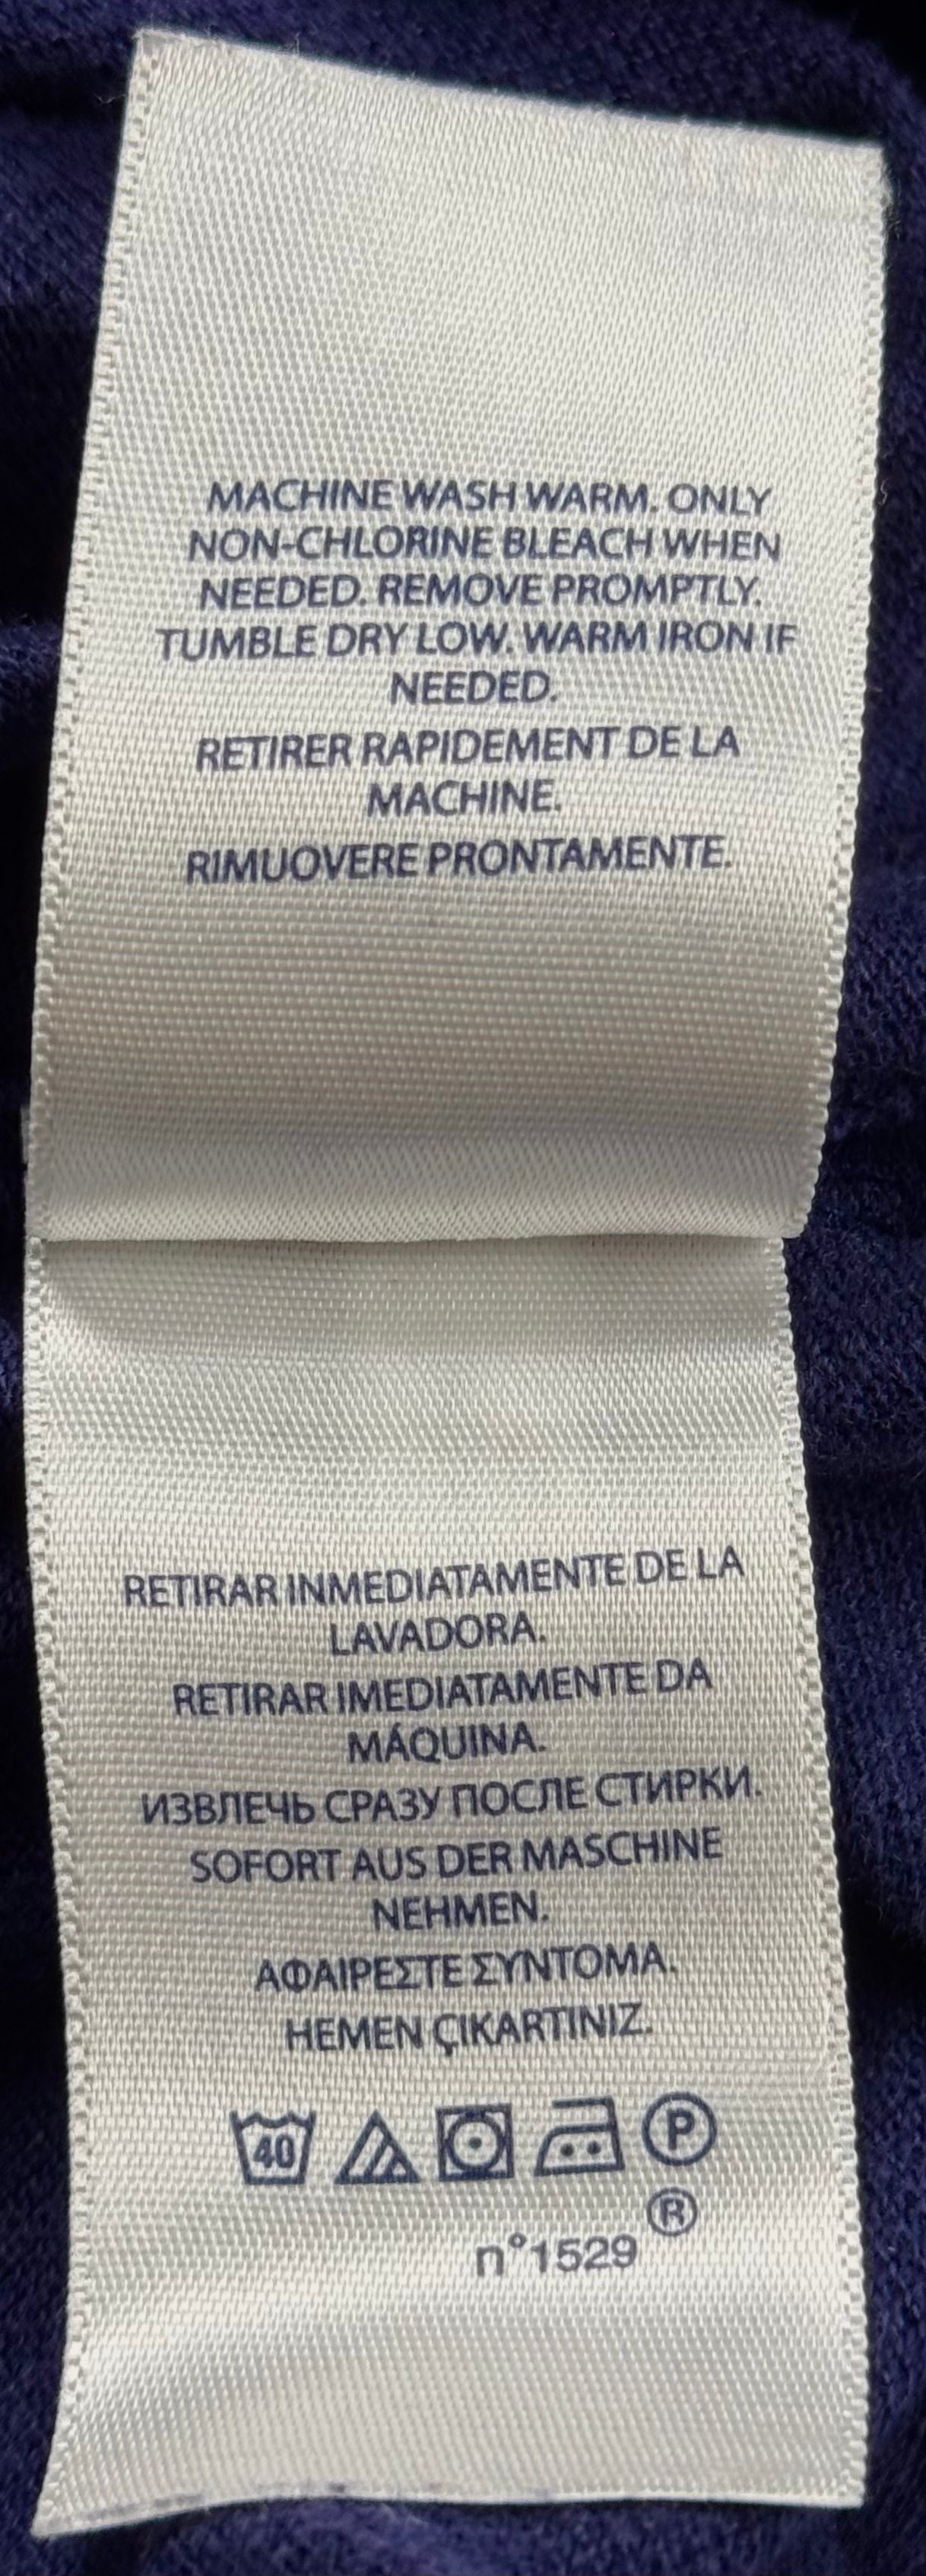 MACHINE WASH WARM. ONLY
NON-CHLORINE BLEACH WHEN
NEEDED. REMOVE PROMPTLY.
TUMBLE DRY LOW. WARM IRON IF
NEEDED.
RETIRER RAPIDEMENT DE LA
MACHINE.
RIMUOVERE PRONTAMENTE.
RETIRAR INMEDIATAMENTE DE LA
LAVADORA.
RETIRAR IMEDIATAMENTE DA
MÁQUINA.
ИЗВЛЕЧЬ СРАЗУ ПОСЛЕ СТИРКИ.
SOFORT AUS DER MASCHINE
NEHMEN.
ΑΦΑΙΡΕΣΤΕ ΣΥΝΤΟΜΑ.
HEMEN ÇIKARTINIZ.
40 P
n°1529 ®